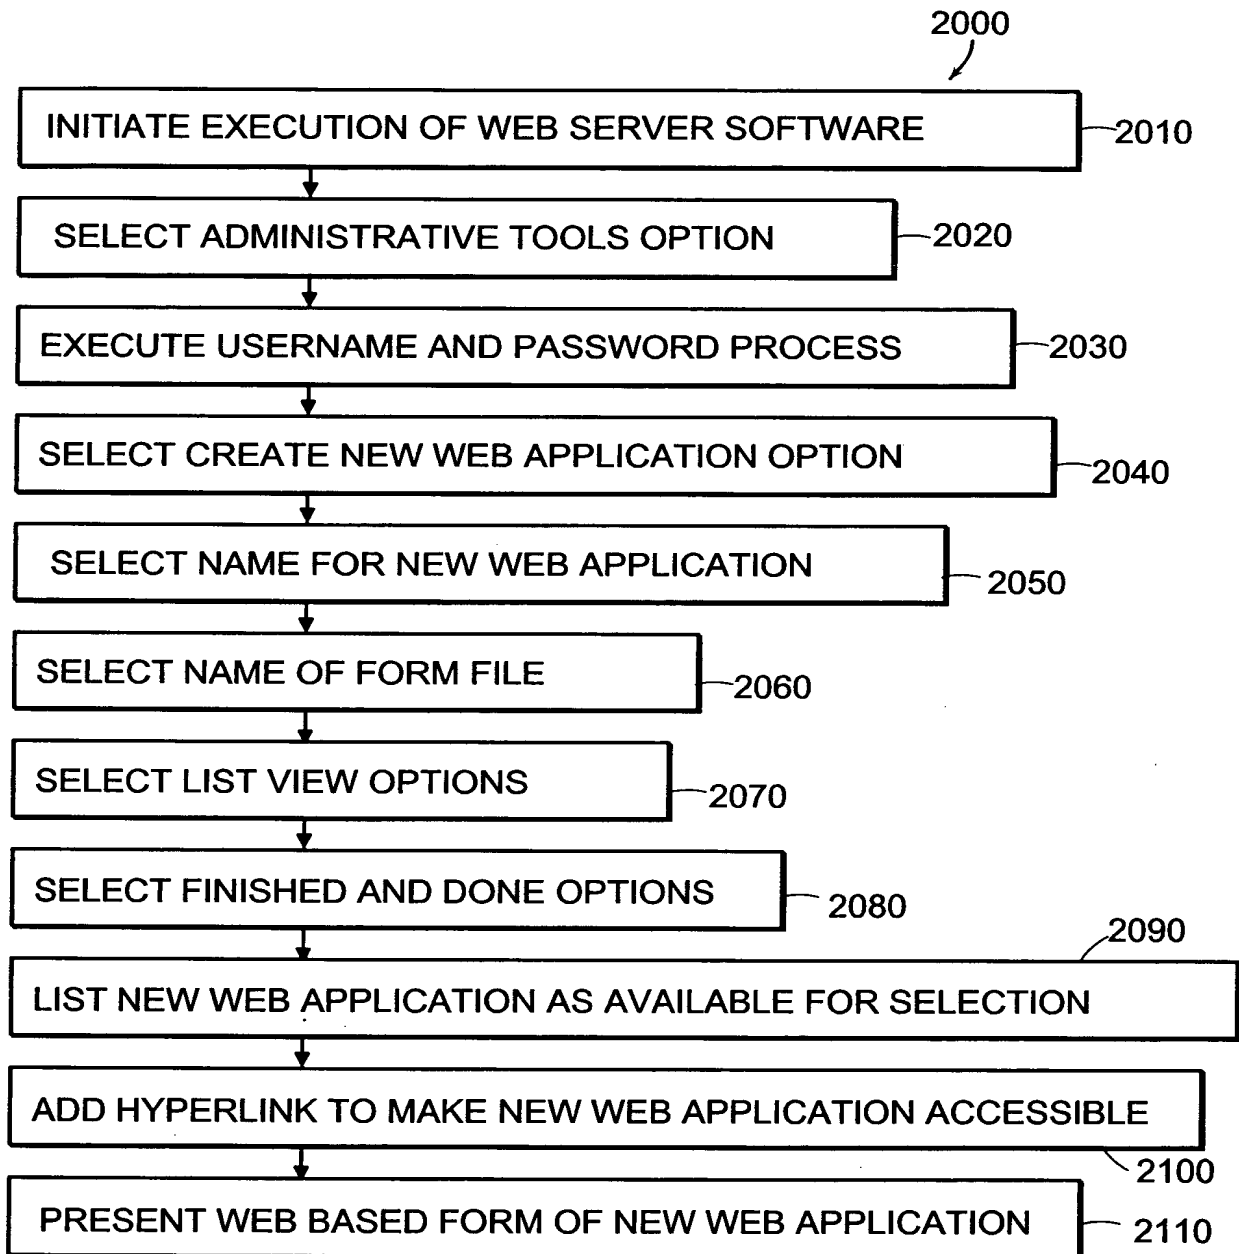 2000
INITIATE EXECUTION OF WEB SERVER SOFTWARE
2010
SELECT ADMINISTRATIVE TOOLS OPTION
2020
EXECUTE USERNAME AND PASSWORD PROCESS
2030
SELECT CREATE NEW WEB APPLICATION OPTION
2040
SELECT NAME FOR NEW WEB APPLICATION
2050
SELECT NAME OF FORM FILE
2060
SELECT LIST VIEW OPTIONS
2070
SELECT FINISHED AND DONE OPTIONS
2080
2090
LIST NEW WEB APPLICATION AS AVAILABLE FOR SELECTION
ADD HYPERLINK TO MAKE NEW WEB APPLICATION ACCESSIBLE
2100
PRESENT WEB BASED FORM OF NEW WEB APPLICATION
2110